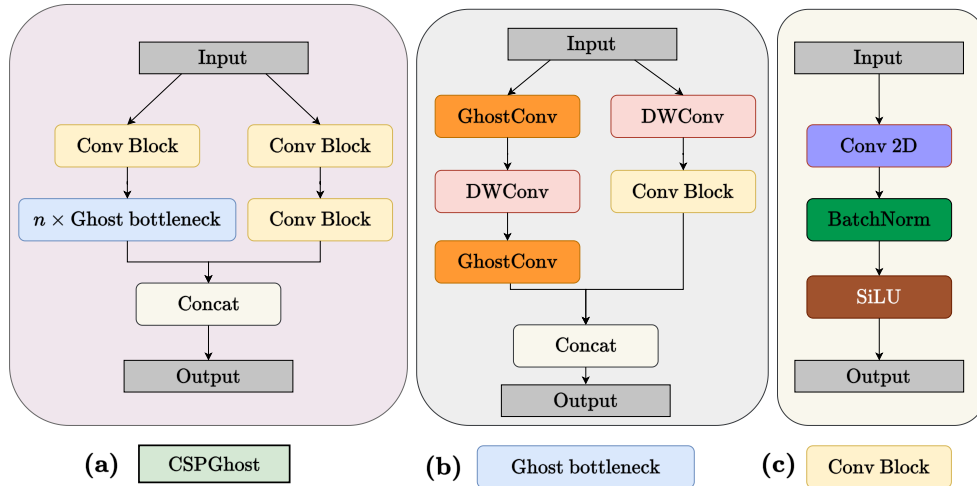 Input
Conv Block
Conv Block
n × Ghost bottleneck
Conv Block
Concat
Output
(a) CSPGhost
Input
GhostConv
DWConv
DWConv
Conv Block
GhostConv
Concat
Output
(b) Ghost bottleneck
Input
Conv 2D
BatchNorm
SiLU
Output
(c) Conv Block